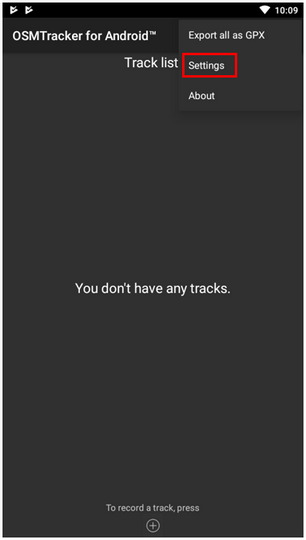 10:09
OSMTracker for Android™
Export all as GPX
Track list
Settings
About
You don't have any tracks.
To record a track, press